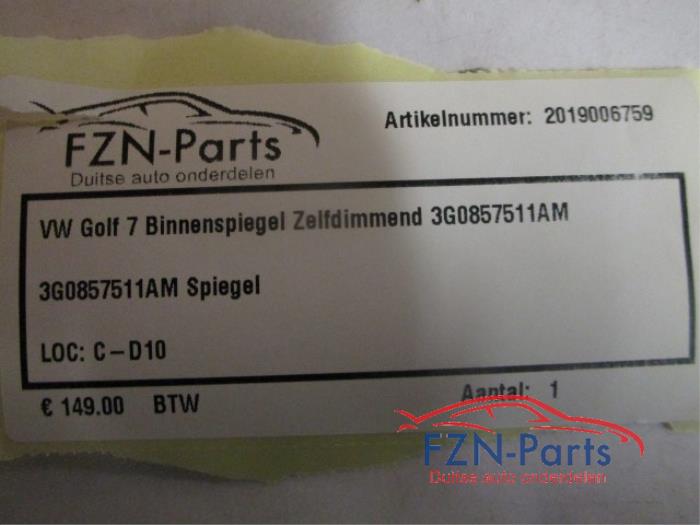 FZN-Parts
Duitse auto onderdelen
Artikelnummer: 2019006759
VW Golf 7 Binnenspiegel Zelfdimmend 3G0857511AM
3G0857511AM Spiegel
LOC: C-D10
€ 149.00 BTW
Aantal: 1
FZN-Parts
Duitse auto onderdelen